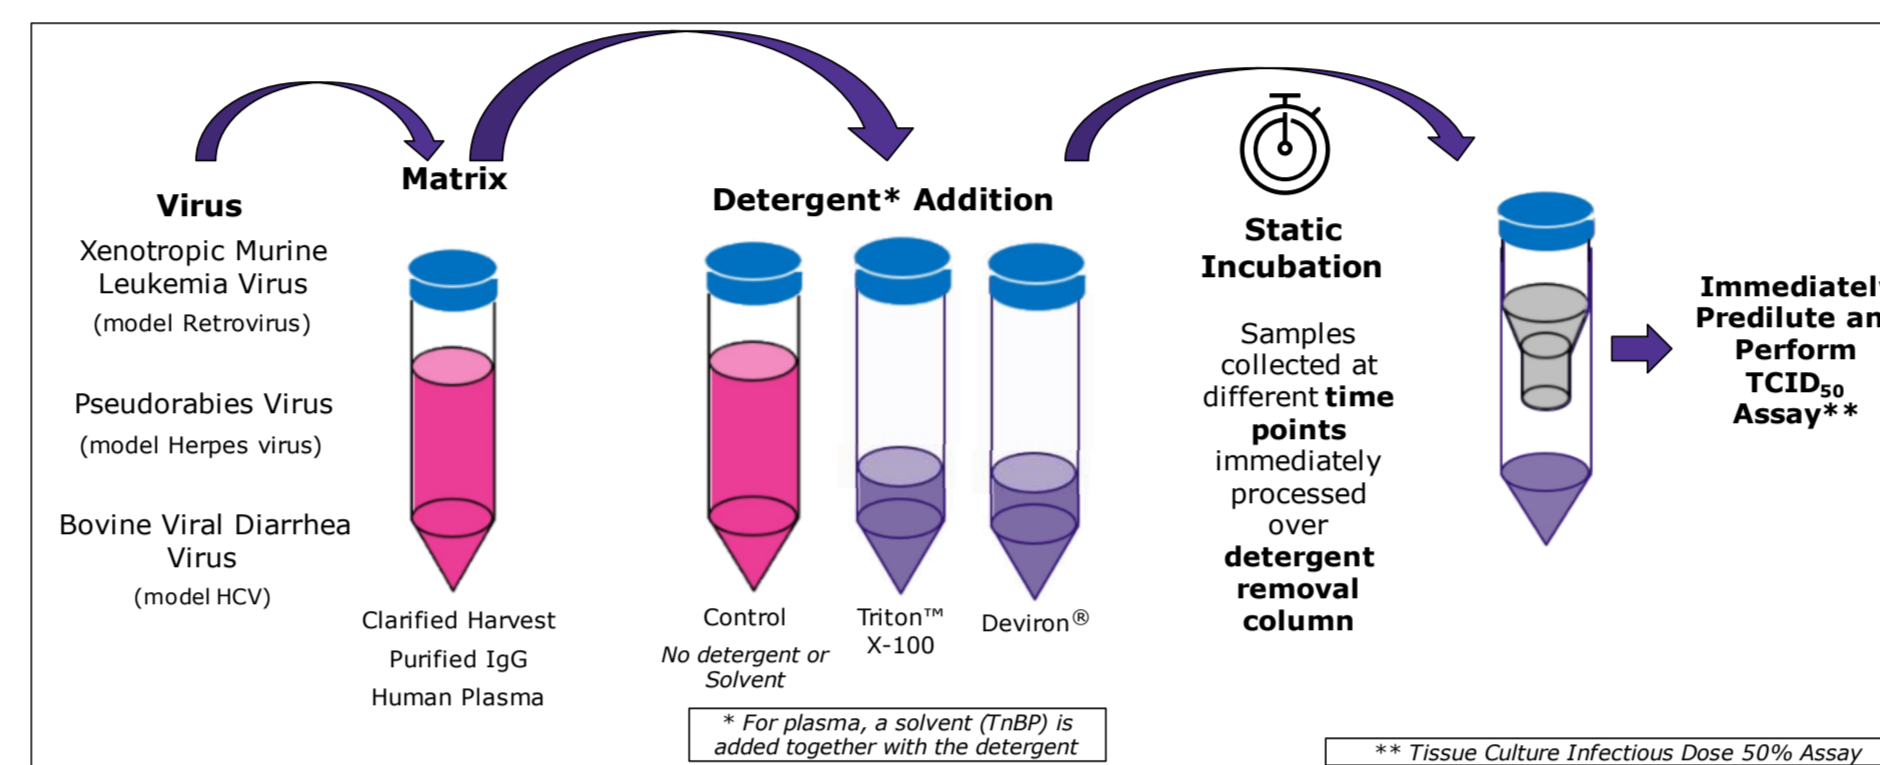 Virus
Xenotropic Murine
Leukemia Virus
(model Retrovirus)
Pseudorabies Virus
(model Herpes virus)
Bovine Viral Diarrhea
Virus
(model HCV)
Matrix
Clarified Harvest
Purified IgG
Human Plasma
Detergent* Addition
Control
No detergent or
Solvent
Triton™
X-100
Deviron®
* For plasma, a solvent (TnBP) is
added together with the detergent
Static
Incubation
Samples
collected at
different time
points
immediately
processed
over
detergent
removal
column
Immediately
Predilute an
Perform
TCID₅₀
Assay**
** Tissue Culture Infectious Dose 50% Assay